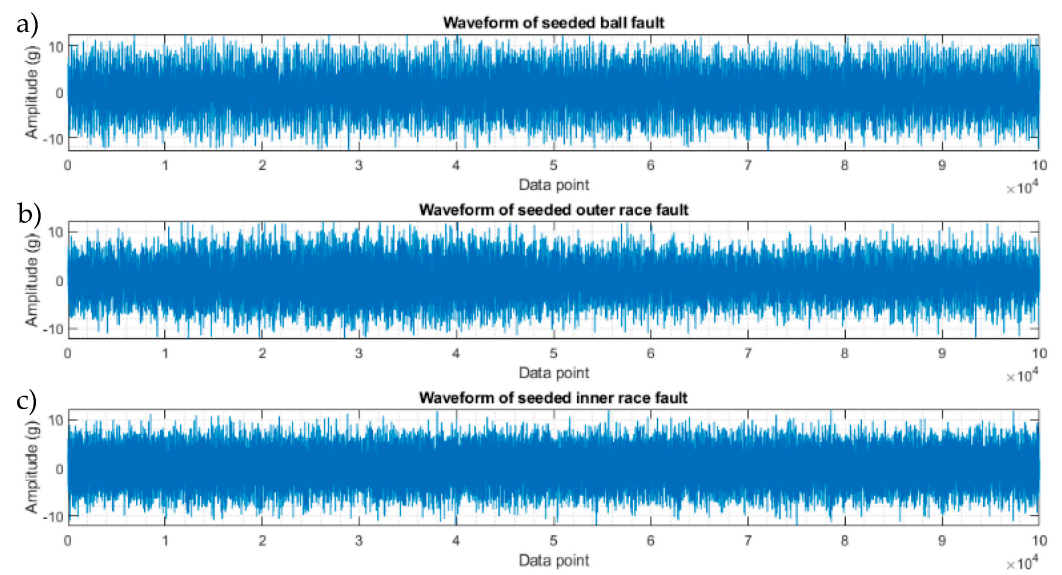 a)
Waveform of seeded ball fault
Amplitude (g)
10
0
-10
0 1 2 3 4 5 6 7 8 9 10
Data point
×10^4
b)
Waveform of seeded outer race fault
Amplitude (g)
10
0
-10
0 1 2 3 4 5 6 7 8 9 10
Data point
×10^4
c)
Waveform of seeded inner race fault
Amplitude (g)
10
0
-10
0 1 2 3 4 5 6 7 8 9 10
Data point
×10^4